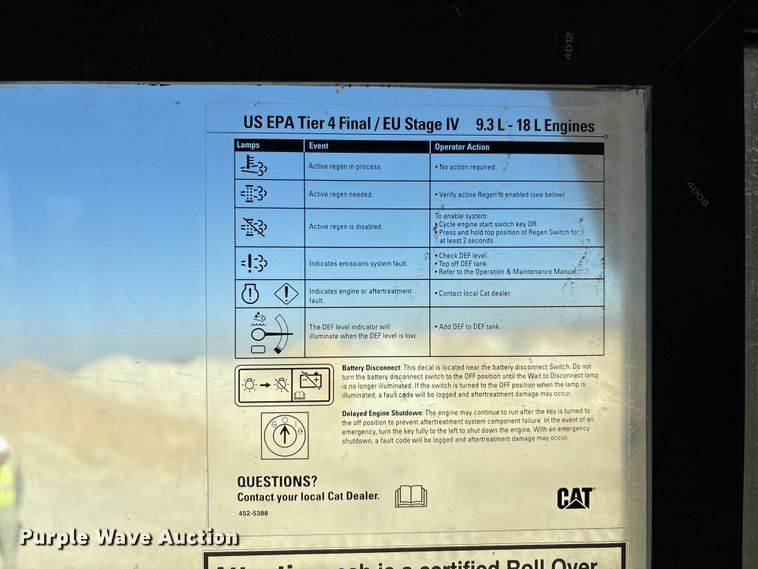 4012
4008
US EPA Tier 4 Final / EU Stage IV 9.3 L - 18 L Engines
Lamps Event Operator Action
Active regen in process. • No action required.
Active regen needed. • Verify active Regen is enabled (see below)
Active regen is disabled. To enable system:
• Cycle engine start switch key OR
• Press and hold top position of Regen Switch for
at least 2 seconds
Indicates emissions system fault. • Check DEF level.
• Top off DEF tank.
• Refer to the Operation & Maintenance Manual.
Indicates engine or aftertreatment fault. • Contact local Cat dealer.
The DEF level indicator will
illuminate when the DEF level is low. • Add DEF to DEF tank.
Battery Disconnect: This decal is located near the battery disconnect Switch. Do not
turn the battery disconnect switch to the OFF position until the Wait to Disconnect lamp
is no longer illuminated. If the switch is turned to the OFF position when the lamp is
illuminated, a fault code will be logged and aftertreatment damage may occur.
Delayed Engine Shutdown: The engine may continue to run after the key is turned to
the off position to prevent aftertreatment system component failure. In the event of an
emergency, turn the key fully to the left to shut down the engine. With an emergency
shutdown, a fault code will be logged and aftertreatment damage may occur.
QUESTIONS?
Contact your local Cat Dealer.
452-5388
CAT
Purple Wave Auction
is a certified Roll Over